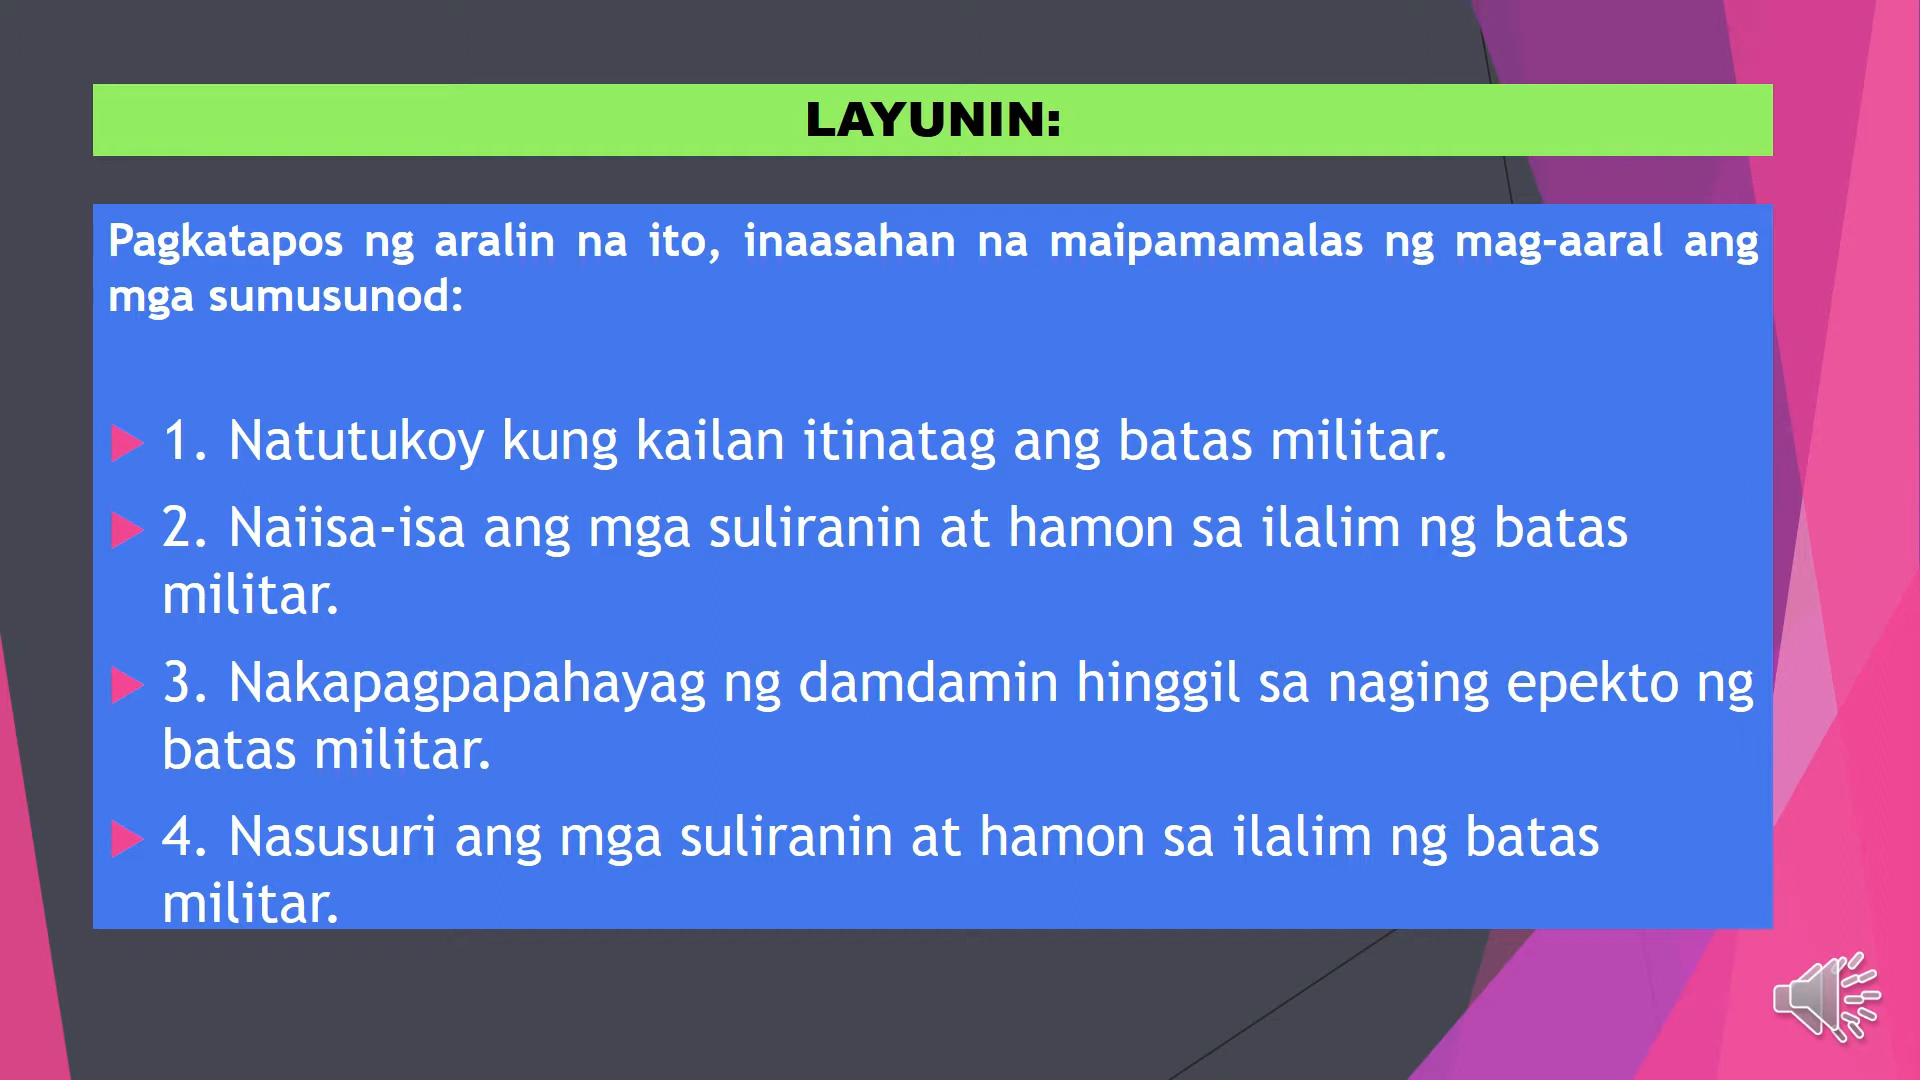 LAYUNIN:
Pagkatapos ng aralin na ito, inaasahan na maipamamalas ng mag-aaral ang
mga sumusunod:
1. Natutukoy kung kailan itinatag ang batas militar.
2. Naiisa-isa ang mga suliranin at hamon sa ilalim ng batas
militar.
3. Nakapagpapahayag ng damdamin hinggil sa naging epekto ng
batas militar.
4. Nasusuri ang mga suliranin at hamon sa ilalim ng batas
militar.